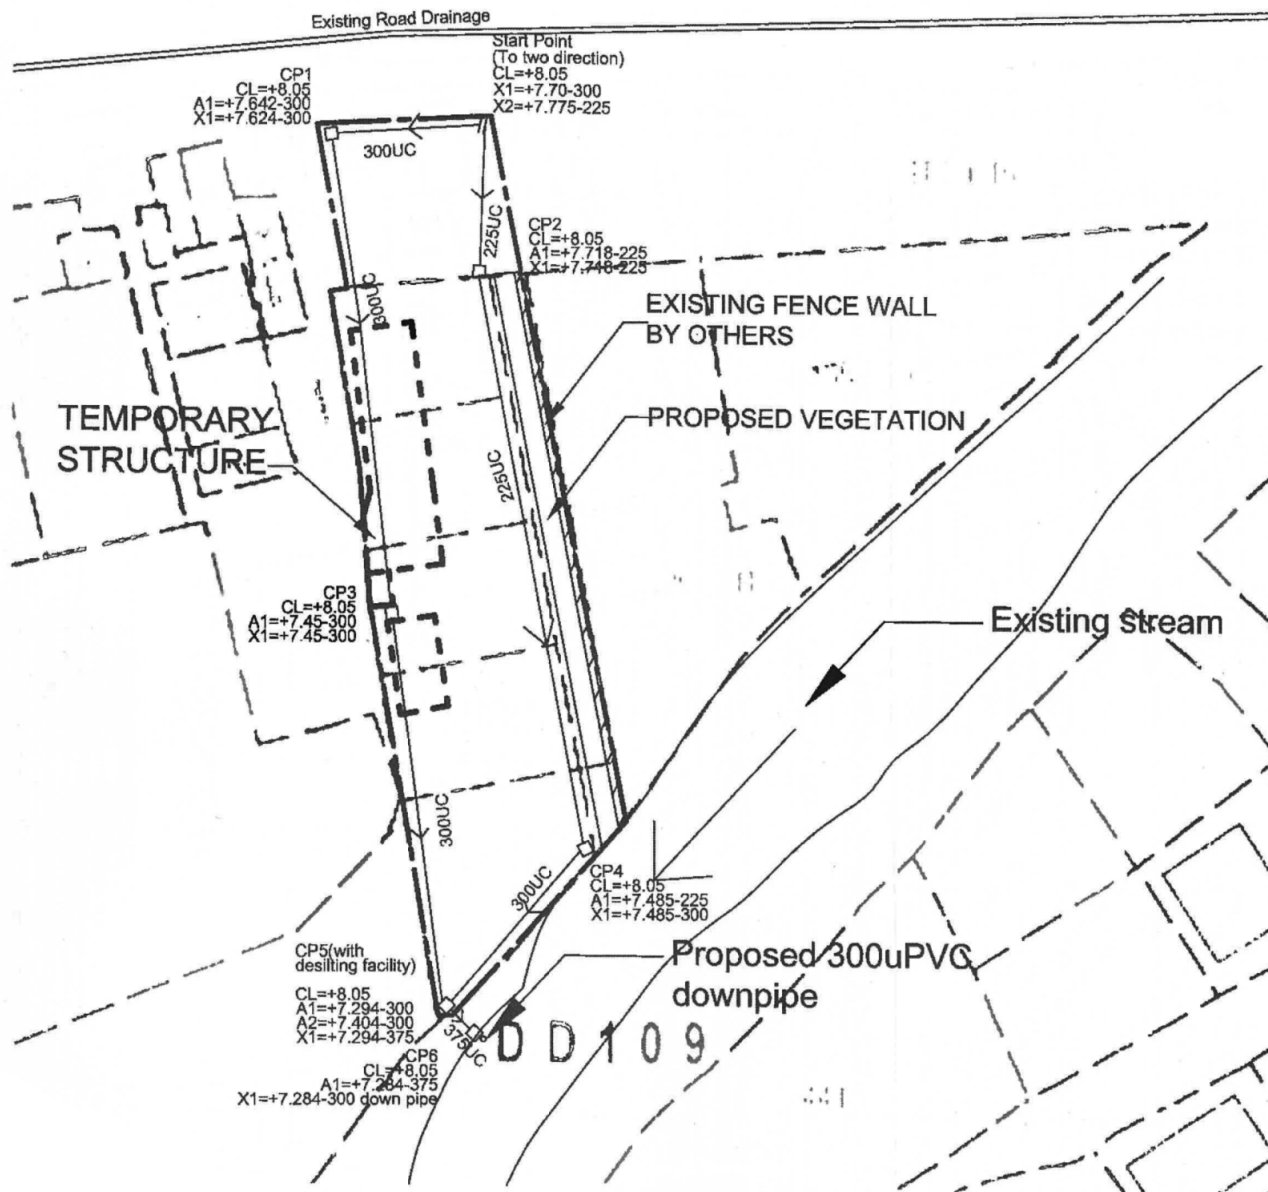 Existing Road Drainage
Start Point
(To two direction)
CL=+8.05
X1=+7.70-300
X2=+7.775-225
CP1
CL=+8.05
A1=+7.642-300
X1=+7.624-300
300UC
225UC
CP2
CL=+8.05
A1=+7.718-225
X1=+7.718-225
300UC
EXISTING FENCE WALL
BY OTHERS
TEMPORARY
STRUCTURE
PROPOSED VEGETATION
225UC
CP3
CL=+8.05
A1=+7.45-300
X1=+7.45-300
Existing stream
300UC
300UC
CP4
CL=+8.05
A1=+7.485-225
X1=+7.485-300
CP5(with
desilting facility)
CL=+8.05
A1=+7.294-300
A2=+7.404-300
X1=+7.294-375
Proposed 300uPVC
downpipe
375UC
DD109
CP6
CL=+8.05
A1=+7.284-375
X1=+7.284-300 down pipe